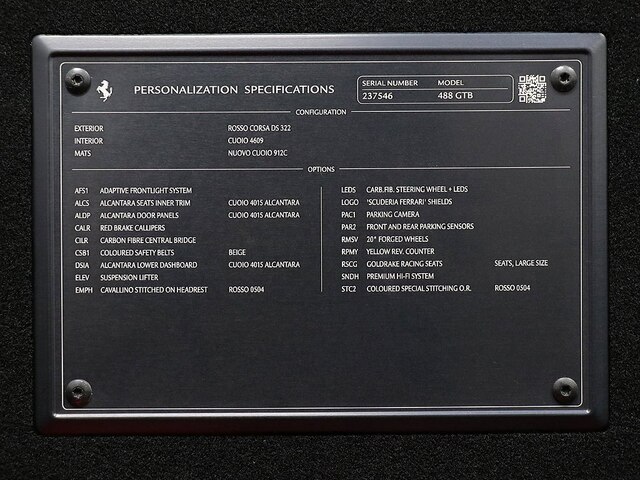 PERSONALIZATION SPECIFICATIONS
SERIAL NUMBER MODEL
237546 488 GTB
CONFIGURATION
EXTERIOR ROSSO CORSA DS 322
INTERIOR CUOIO 4609
MATS NUOVO CUOIO 912C
OPTIONS
AFS1 ADAPTIVE FRONTLIGHT SYSTEM
ALCS ALCANTARA SEATS INNER TRIM CUOIO 4015 ALCANTARA
ALDP ALCANTARA DOOR PANELS CUOIO 4015 ALCANTARA
CALR RED BRAKE CALLIPERS
CILR CARBON FIBRE CENTRAL BRIDGE
CSB1 COLOURED SAFETY BELTS BEIGE
DSIA ALCANTARA LOWER DASHBOARD CUOIO 4015 ALCANTARA
ELEV SUSPENSION LIFTER
EMPH CAVALLINO STITCHED ON HEADREST ROSSO 0504
LEDS CARB.FIB. STEERING WHEEL + LEDS
LOGO 'SCUDERIA FERRARI' SHIELDS
PAC1 PARKING CAMERA
PAR2 FRONT AND REAR PARKING SENSORS
RMSV 20" FORGED WHEELS
RPMY YELLOW REV. COUNTER
RSCG GOLDRAKE RACING SEATS SEATS, LARGE SIZE
SNDH PREMIUM HI-FI SYSTEM
STC2 COLOURED SPECIAL STITCHING O.R. ROSSO 0504